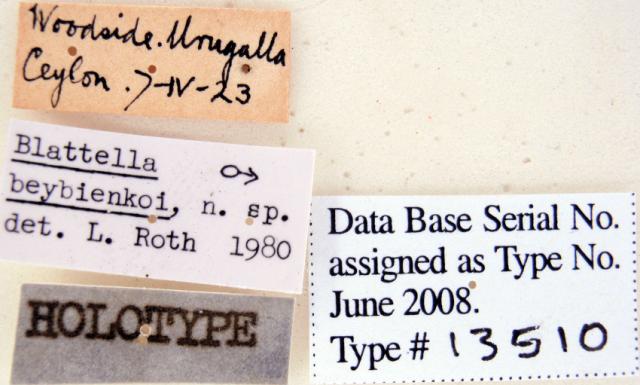 Woodside. Urugalla
Ceylon. 7-IV-23
Blattella ♂
beybienkoi, n. sp.
det. L. Roth 1980
HOLOTYPE
Data Base Serial No.
assigned as Type No.
June 2008.
Type # 13510